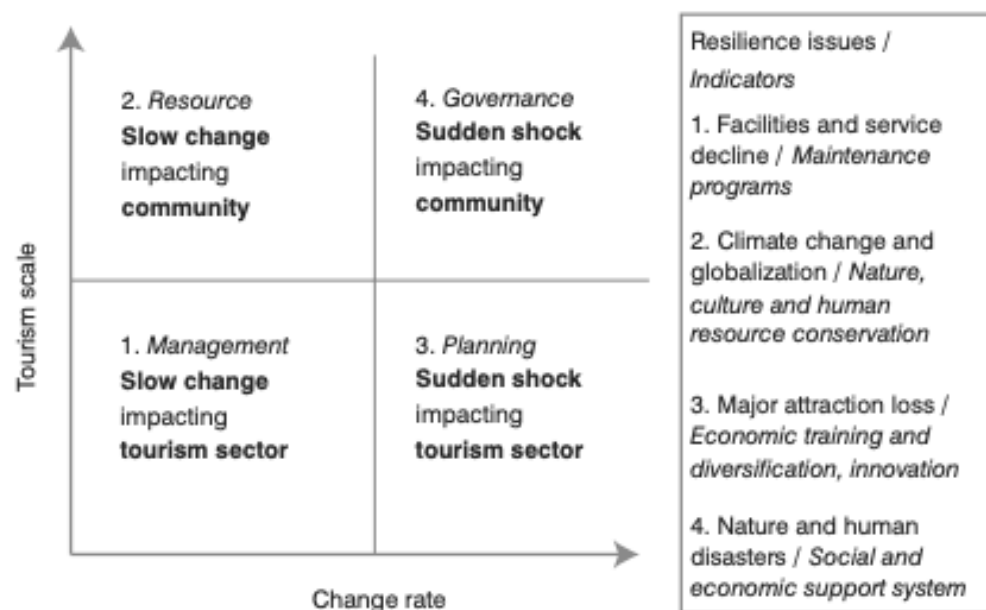 Tourism scale
2. Resource
Slow change
impacting
community
4. Governance
Sudden shock
impacting
community
1. Management
Slow change
impacting
tourism sector
3. Planning
Sudden shock
impacting
tourism sector
Change rate
Resilience issues /
Indicators
1. Facilities and service
decline / Maintenance
programs
2. Climate change and
globalization / Nature,
culture and human
resource conservation
3. Major attraction loss /
Economic training and
diversification, innovation
4. Nature and human
disasters / Social and
economic support system